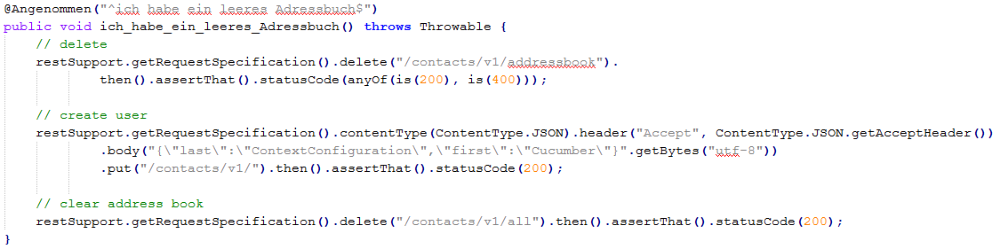 @Angenommen("^ich habe ein leeres Adressbuch$")
public void ich_habe_ein_leeres_Adressbuch() throws Throwable {
    // delete
    restSupport.getRequestSpecification().delete("/contacts/v1/addressbook").
            then().assertThat().statusCode(anyOf(is(200), is(400)));

    // create user
    restSupport.getRequestSpecification().contentType(ContentType.JSON).header("Accept", ContentType.JSON.getAcceptHeader())
            .body("{\"last\":\"ContextConfiguration\",\"first\":\"Cucumber\"}".getBytes("utf-8"))
            .put("/contacts/v1/").then().assertThat().statusCode(200);

    // clear address book
    restSupport.getRequestSpecification().delete("/contacts/v1/all").then().assertThat().statusCode(200);
}